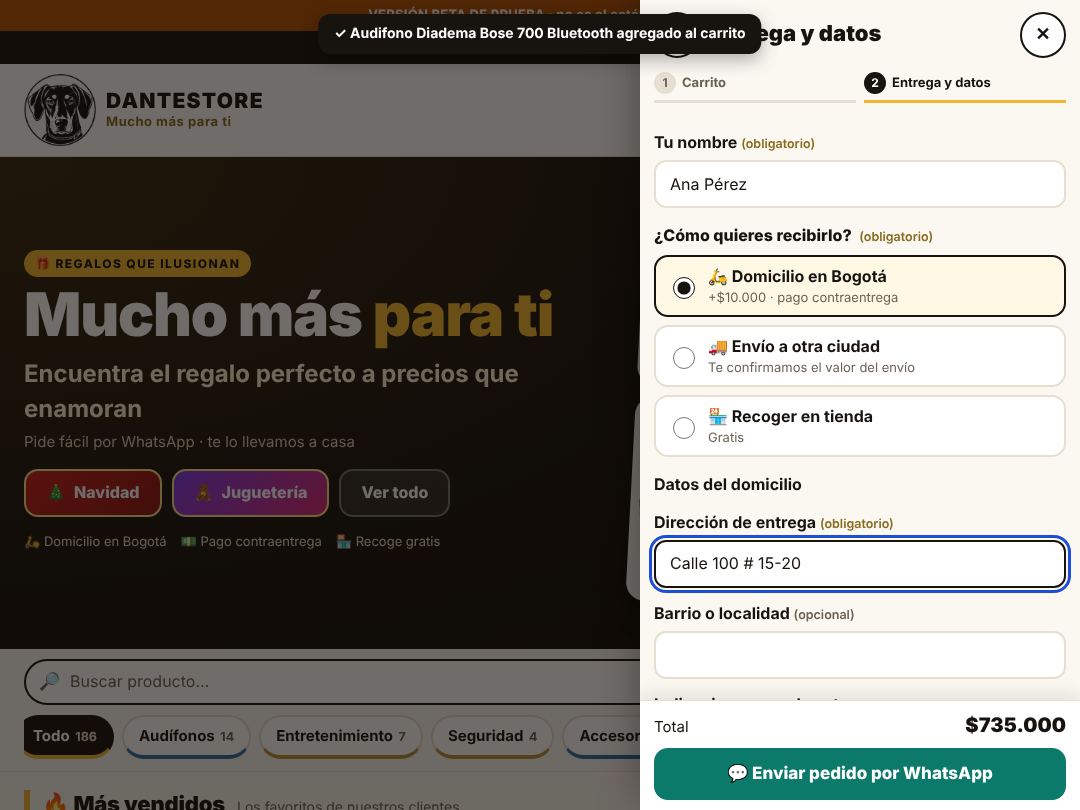 VERSIÓN BETA DE PRUEBA
✓ Audifono Diadema Bose 700 Bluetooth agregado al carrito
DANTESTORE
Mucho más para ti
🎁 REGALOS QUE ILUSIONAN
Mucho más para ti
Encuentra el regalo perfecto a precios que
enamoran
Pide fácil por WhatsApp · te lo llevamos a casa
🎄 Navidad
🧸 Juguetería
Ver todo
🛵 Domicilio en Bogotá 💵 Pago contraentrega 🏪 Recoge gratis
🔎 Buscar producto...
Todo 186
Audífonos 14
Entretenimiento 7
Seguridad 4
🔥 Más vendidos Los favoritos de nuestros clientes
y datos
✕
1 Carrito
2 Entrega y datos
Tu nombre (obligatorio)
Ana Pérez
¿Cómo quieres recibirlo? (obligatorio)
🛵 Domicilio en Bogotá
+$10.000 · pago contraentrega
🚚 Envío a otra ciudad
Te confirmamos el valor del envío
🏪 Recoger en tienda
Gratis
Datos del domicilio
Dirección de entrega (obligatorio)
Calle 100 # 15-20
Barrio o localidad (opcional)
Total $735.000
💬 Enviar pedido por WhatsApp